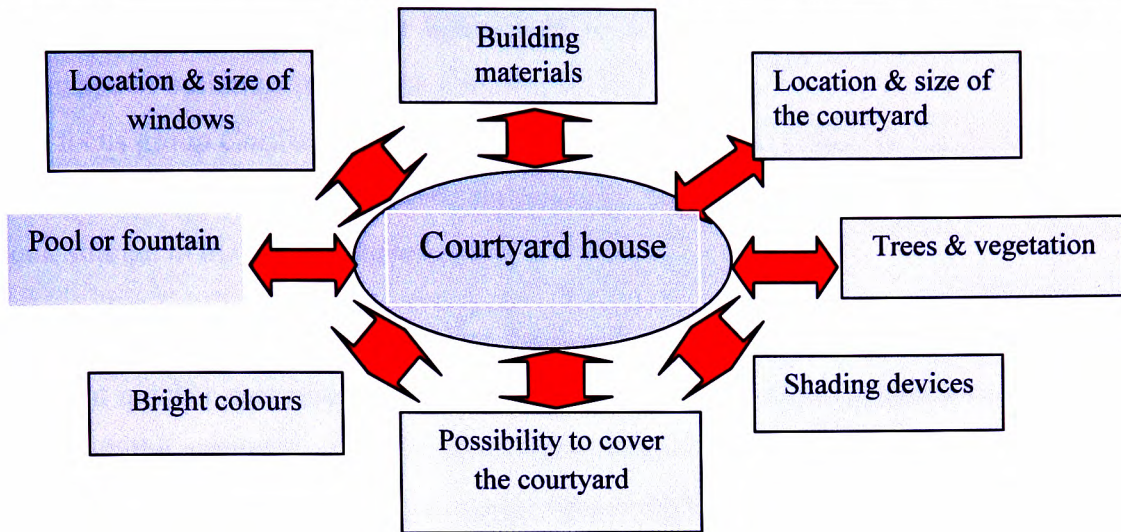 Building
materials
Location & size of
windows
Location & size of
the courtyard
Pool or fountain
Courtyard house
Trees & vegetation
Bright colours
Shading devices
Possibility to cover
the courtyard